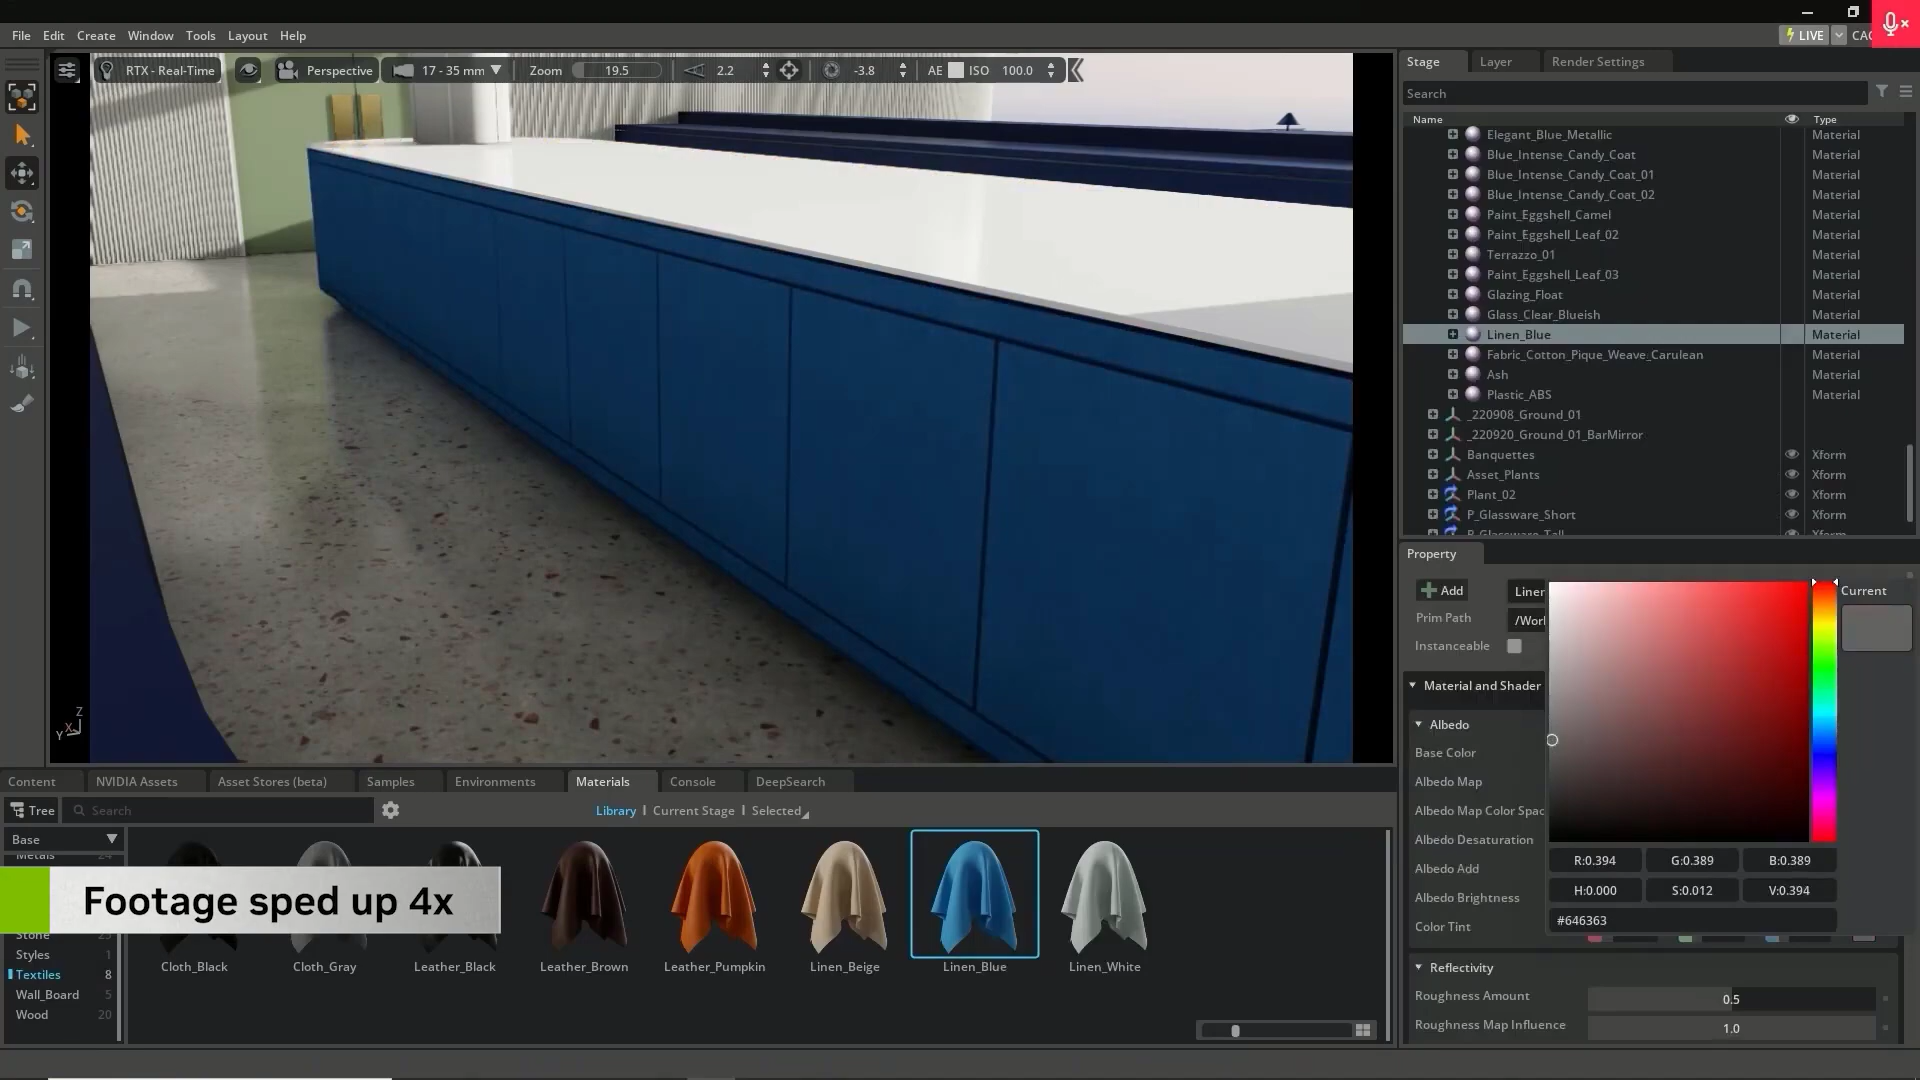 File Edit Create Window Tools Layout Help
LIVE
RTX - Real-Time Perspective 17 - 35 mm Zoom 19.5 2.2 -3.8 AE ISO 100.0
Z
X
Y
Stage Layer Render Settings
Search
Name Type
Elegant_Blue_Metallic Material
Blue_Intense_Candy_Coat Material
Blue_Intense_Candy_Coat_01 Material
Blue_Intense_Candy_Coat_02 Material
Paint_Eggshell_Camel Material
Paint_Eggshell_Leaf_02 Material
Terrazzo_01 Material
Paint_Eggshell_Leaf_03 Material
Glazing_Float Material
Glass_Clear_Blueish Material
Linen_Blue Material
Fabric_Cotton_Pique_Weave_Carulean Material
Ash Material
Plastic_ABS Material
_220908_Ground_01
_220920_Ground_01_BarMirror
Banquettes Xform
Asset_Plants Xform
Plant_02 Xform
P_Glassware_Short Xform
Property
Add Linen
Prim Path /Worl
Instanceable
Material and Shader
Albedo
Base Color
Albedo Map
Albedo Map Color Spac
Albedo Desaturation
Albedo Add
Albedo Brightness
Color Tint
Current
R:0.394 G:0.389 B:0.389
H:0.000 S:0.012 V:0.394
#646363
Reflectivity
Roughness Amount 0.5
Roughness Map Influence 1.0
Content NVIDIA Assets Asset Stores (beta) Samples Environments Materials Console DeepSearch
Tree Search Library Current Stage Selected
Base
Metals 24
Stone 25
Styles 1
Textiles 8
Wall_Board 5
Wood 20
Footage sped up 4x
Cloth_Black Cloth_Gray Leather_Black Leather_Brown Leather_Pumpkin Linen_Beige Linen_Blue Linen_White